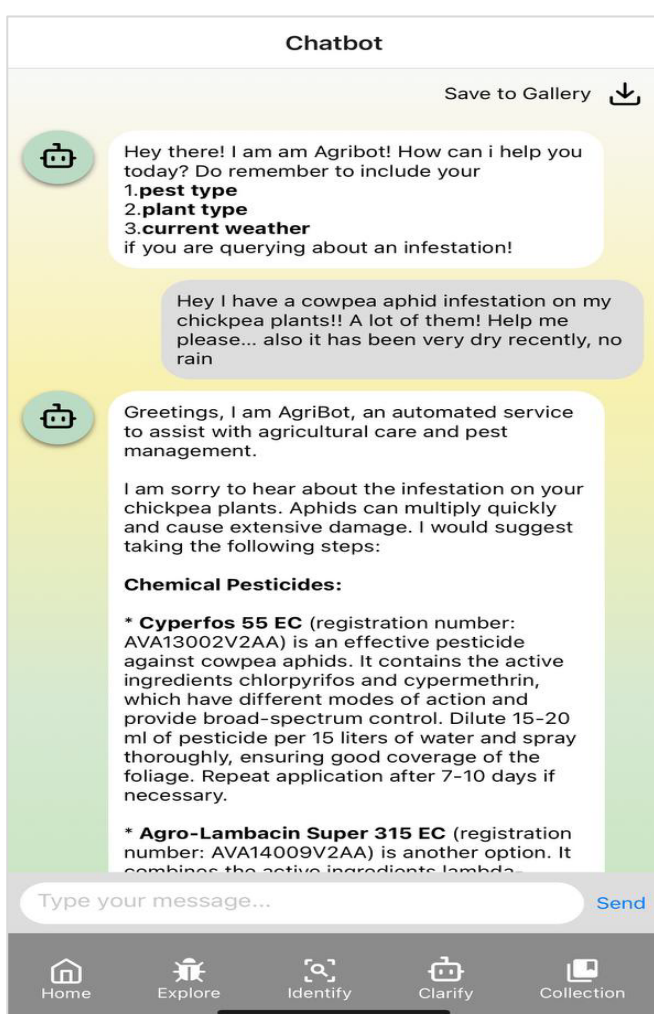 Chatbot
Save to Gallery
Hey there! I am am Agribot! How can i help you
today? Do remember to include your
1.pest type
2.plant type
3.current weather
if you are querying about an infestation!
Hey I have a cowpea aphid infestation on my
chickpea plants!! A lot of them! Help me
please... also it has been very dry recently, no
rain
Greetings, I am AgriBot, an automated service
to assist with agricultural care and pest
management.
I am sorry to hear about the infestation on your
chickpea plants. Aphids can multiply quickly
and cause extensive damage. I would suggest
taking the following steps:
Chemical Pesticides:
* Cyperfos 55 EC (registration number:
AVA13002V2AA) is an effective pesticide
against cowpea aphids. It contains the active
ingredients chlorpyrifos and cypermethrin,
which have different modes of action and
provide broad-spectrum control. Dilute 15-20
ml of pesticide per 15 liters of water and spray
thoroughly, ensuring good coverage of the
foliage. Repeat application after 7-10 days if
necessary.
* Agro-Lambacin Super 315 EC (registration
number: AVA14009V2AA) is another option. It
combines the active ingredients lambda-
Type your message...
Send
Home
Explore
Identify
Clarify
Collection